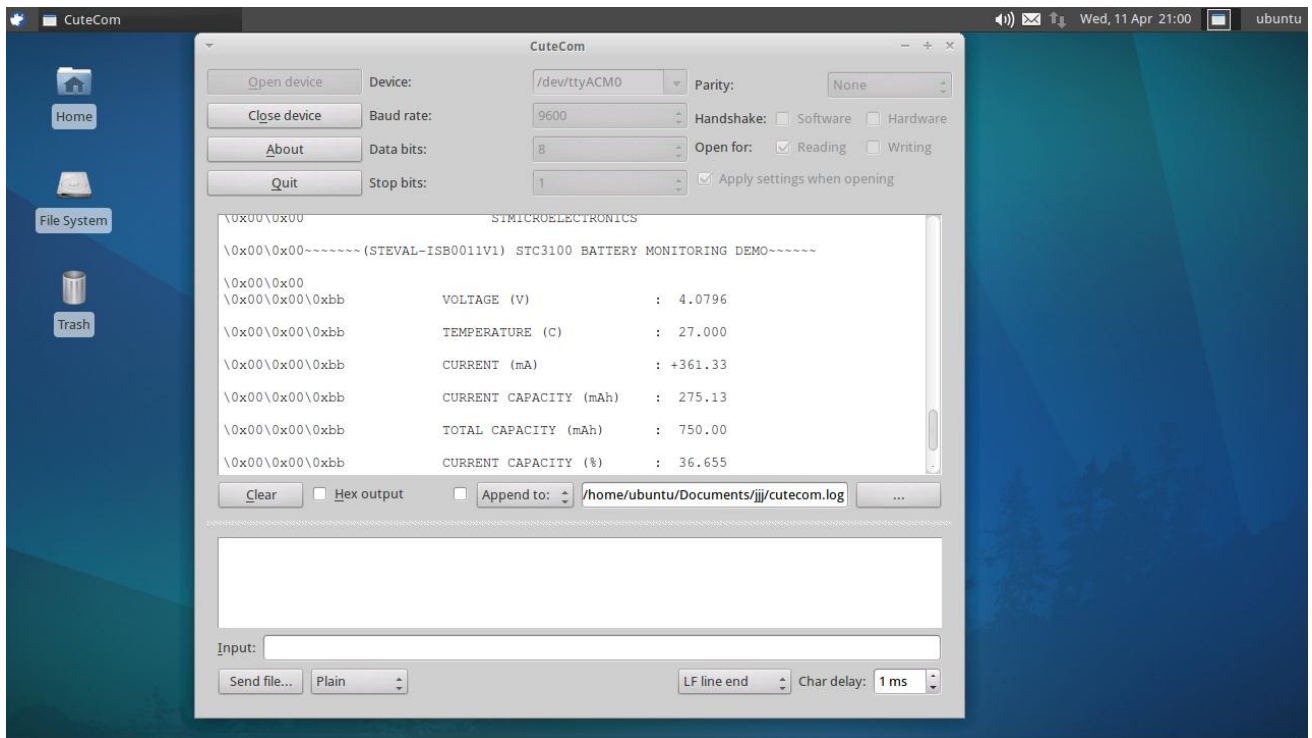 CuteCom Wed, 11 Apr 21:00 ubuntu
CuteCom
Home
File System
Trash
Open device Device: /dev/ttyACM0 Parity: None
Close device Baud rate: 9600 Handshake: Software Hardware
About Data bits: 8 Open for: Reading Writing
Quit Stop bits: 1 Apply settings when opening
\0x00\0x00 STMICROELECTRONICS
\0x00\0x00~~~~~~~(STEVAL-ISB0011V1) STC3100 BATTERY MONITORING DEMO~~~~~~
\0x00\0x00
\0x00\0x00\0xbb VOLTAGE (V) : 4.0796
\0x00\0x00\0xbb TEMPERATURE (C) : 27.000
\0x00\0x00\0xbb CURRENT (mA) : +361.33
\0x00\0x00\0xbb CURRENT CAPACITY (mAh) : 275.13
\0x00\0x00\0xbb TOTAL CAPACITY (mAh) : 750.00
\0x00\0x00\0xbb CURRENT CAPACITY (%) : 36.655
Clear Hex output Append to: /home/ubuntu/Documents/jjj/cutecom.log ...
Input:
Send file... Plain LF line end Char delay: 1 ms